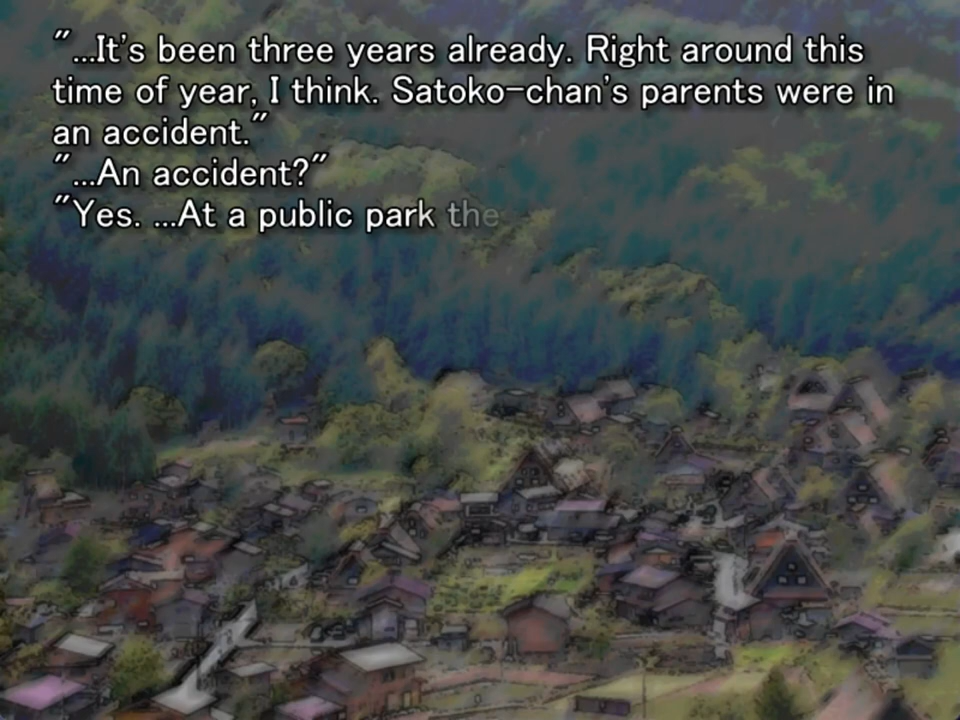 "...It's been three years already. Right around this
time of year, I think. Satoko-chan's parents were in
an accident."
"...An accident?"
"Yes. ...At a public park the